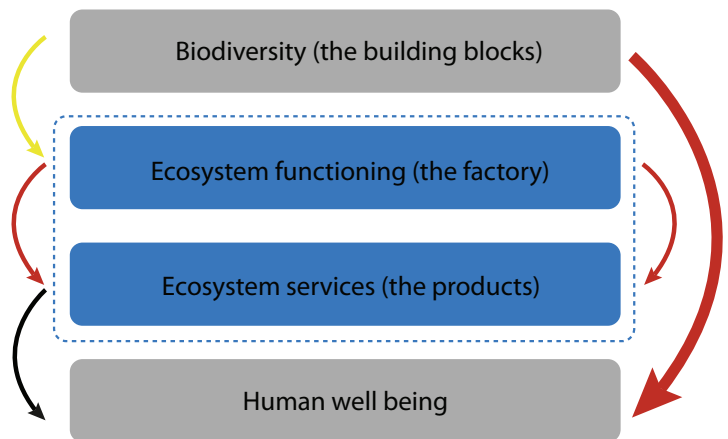 Biodiversity (the building blocks)
Ecosystem functioning (the factory)
Ecosystem services (the products)
Human well being